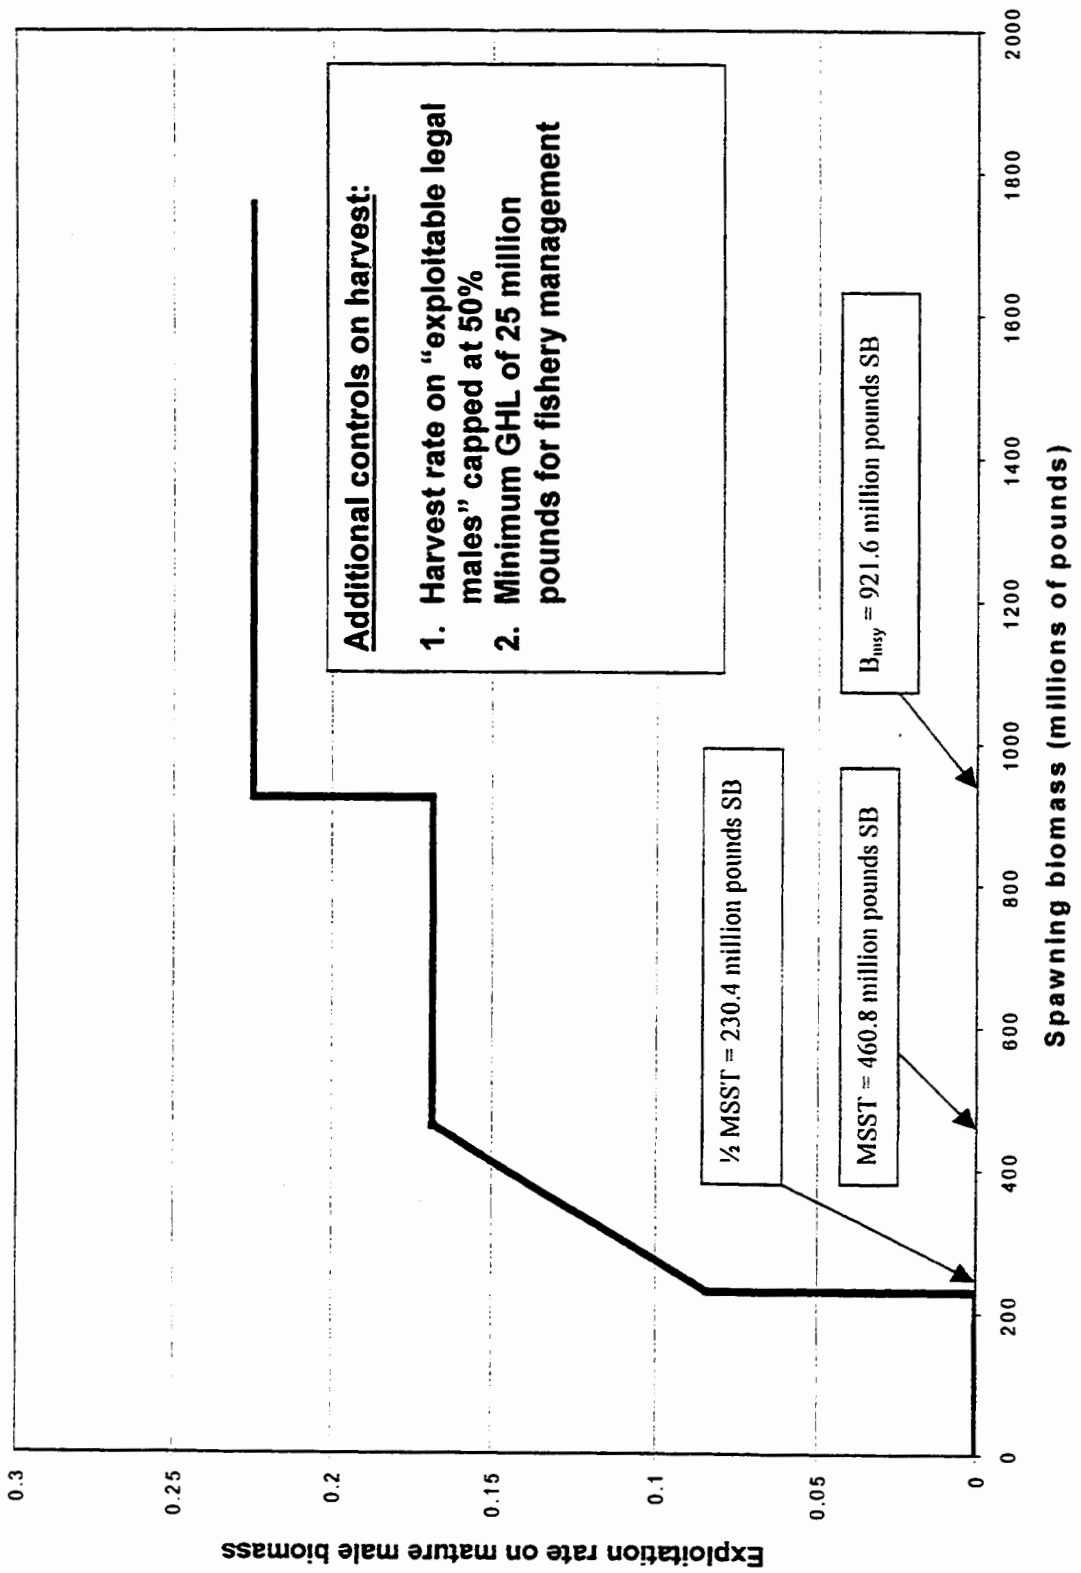 0.3
0.25
0.2
0.15
0.1
0.05
0
Exploitation rate on mature male biomass
Additional controls on harvest:
1. Harvest rate on “exploitable legal
males” capped at 50%
2. Minimum GHL of 25 million
pounds for fishery management
½ MSST = 230.4 million pounds SB
MSST = 460.8 million pounds SB
Bmsy = 921.6 million pounds SB
0 200 400 600 800 1000 1200 1400 1600 1800 2000
Spawning biomass (millions of pounds)